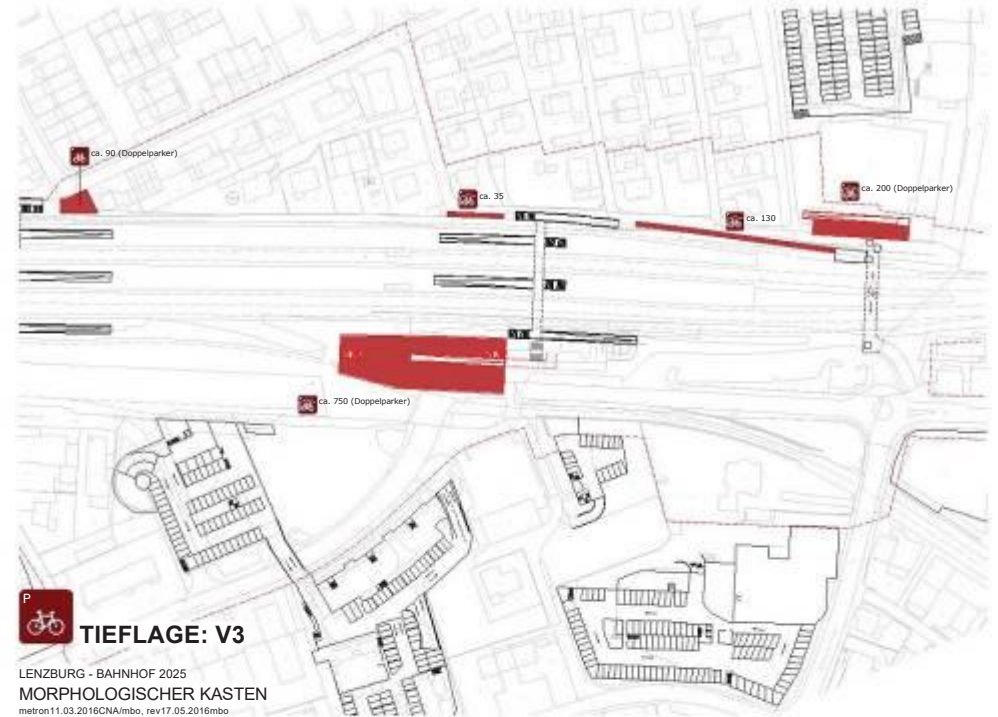 ca. 90 (Doppelparker)
ca. 35
ca. 200 (Doppelparker)
ca. 130
ca. 750 (Doppelparker)
P
TIEFLAGE: V3
LENZBURG - BAHNHOF 2025
MORPHOLOGISCHER KASTEN
metron11.03.2016CNA/mbo, rev17.05.2016mbo